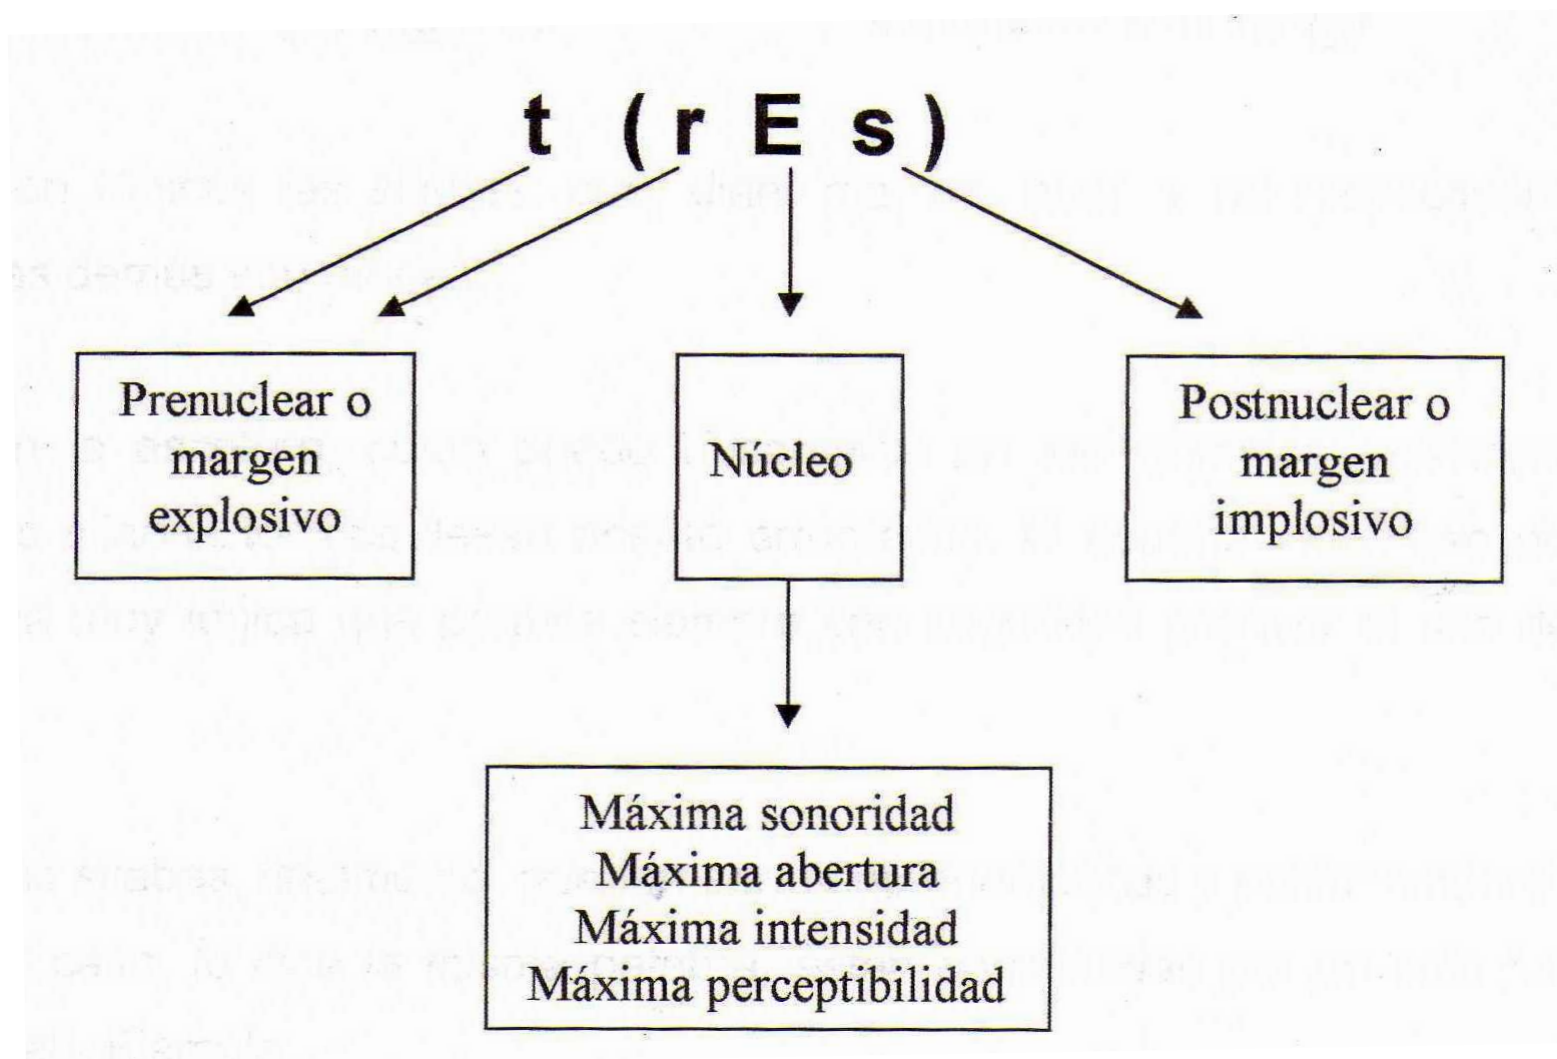 t ( r E s )
Prenuclear o
margen
explosivo
Núcleo
Postnuclear o
margen
implosivo
Máxima sonoridad
Máxima abertura
Máxima intensidad
Máxima perceptibilidad